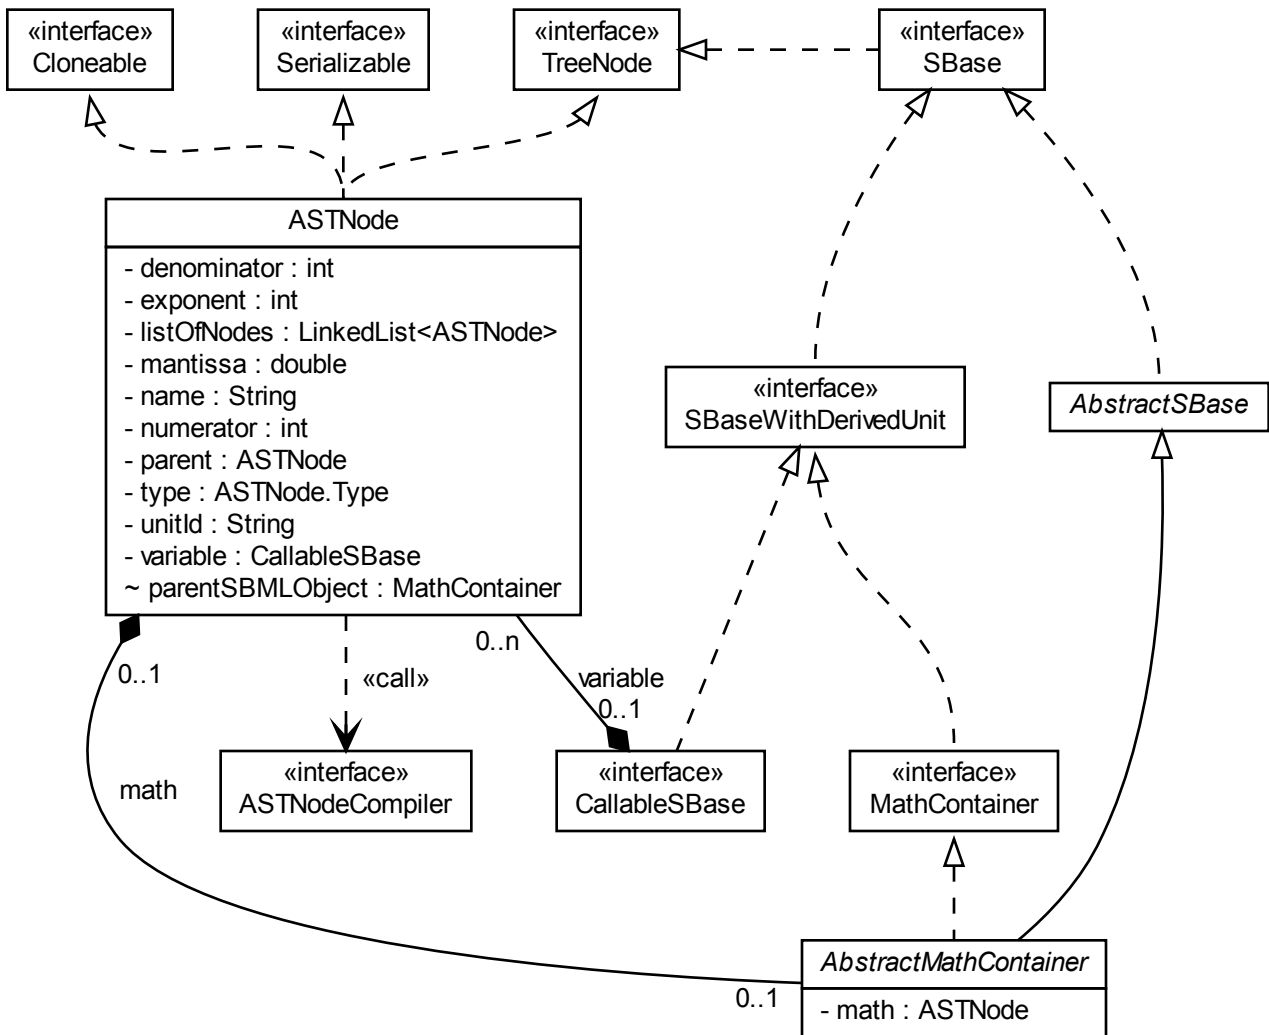 «interface»
Cloneable
«interface»
Serializable
«interface»
TreeNode
«interface»
SBase
ASTNode
- denominator : int
- exponent : int
- listOfNodes : LinkedList<ASTNode>
- mantissa : double
- name : String
- numerator : int
- parent : ASTNode
- type : ASTNode.Type
- unitId : String
- variable : CallableSBase
~ parentSBMLObject : MathContainer
«interface»
SBaseWithDerivedUnit
AbstractSBase
0..1
«call»
0..n
variable
0..1
math
«interface»
ASTNodeCompiler
«interface»
CallableSBase
«interface»
MathContainer
0..1
AbstractMathContainer
- math : ASTNode